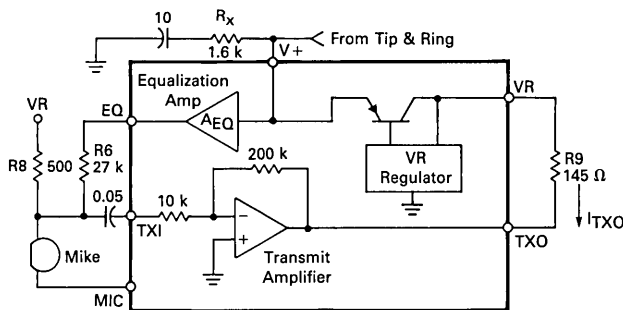 10
Rx
1.6 k
V +
From Tip & Ring
Equalization
Amp
EQ
AEQ
VR
VR
R8
500
R6
27 k
0.05
200 k
10 k
TXI
−
+
VR
Regulator
R9
145 Ω
ITXO
Mike
Transmit
Amplifier
TXO
MIC